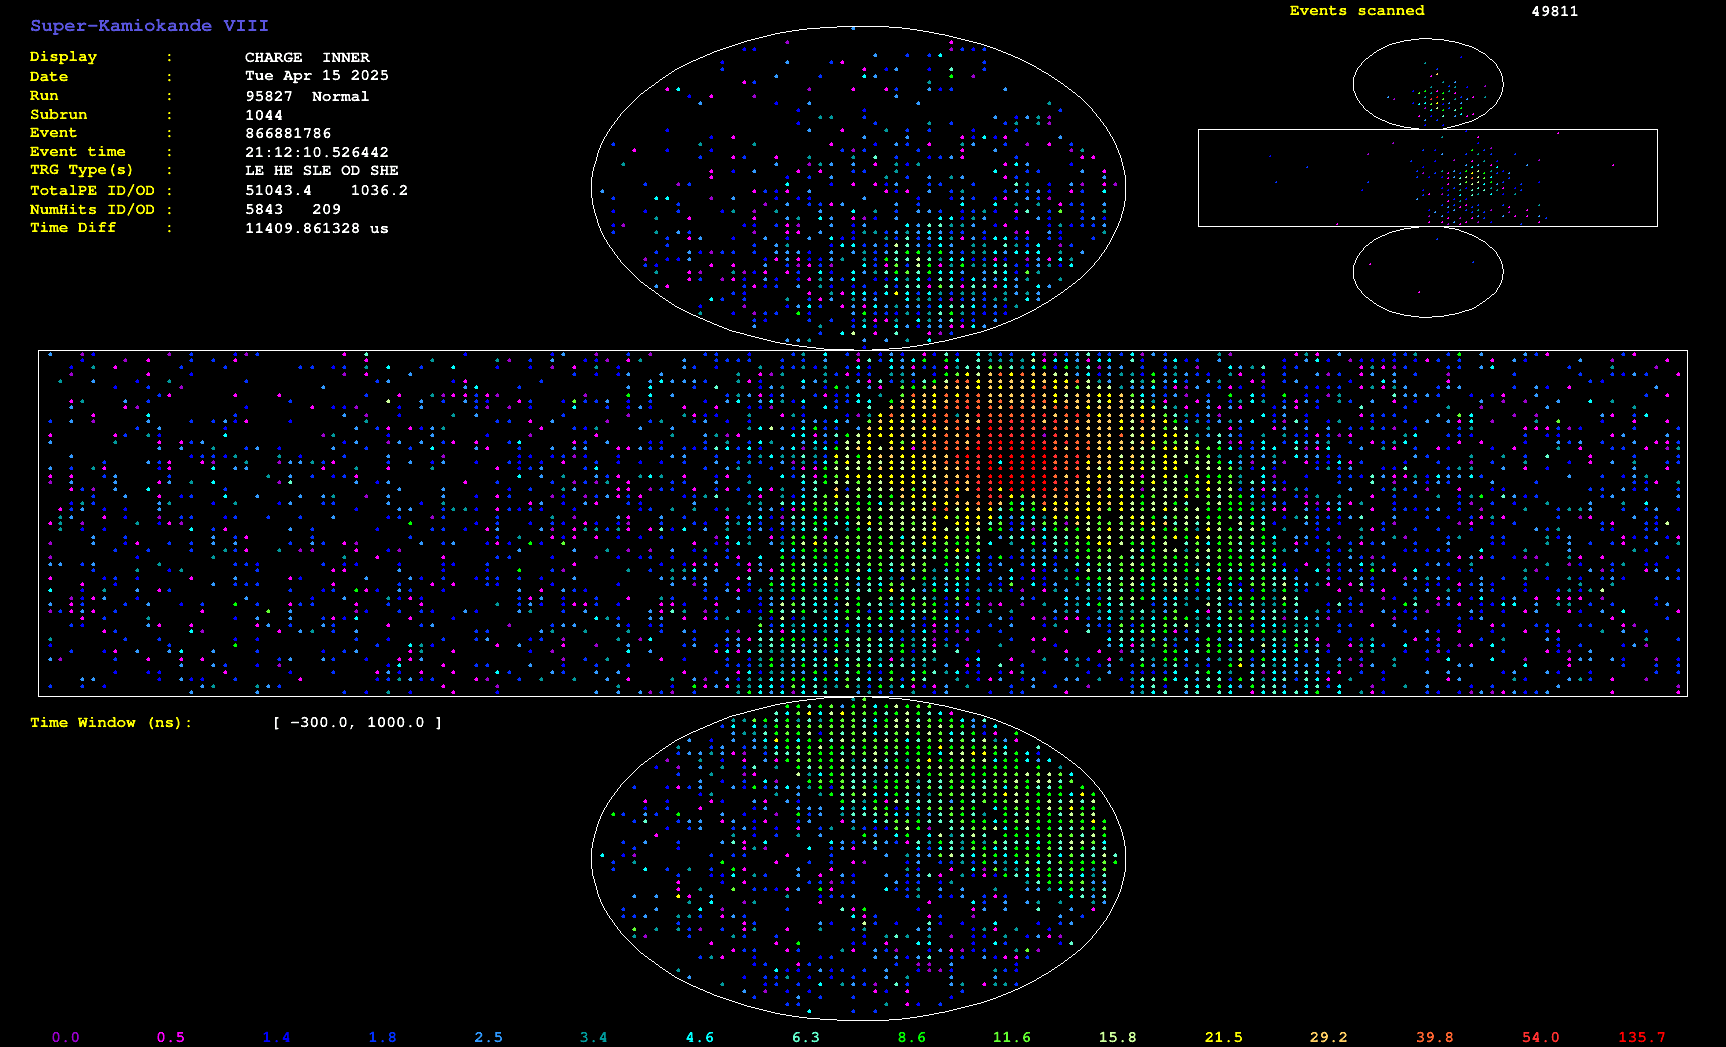 Super-Kamiokande VIII
Events scanned 49811
Display : CHARGE INNER
Date : Tue Apr 15 2025
Run : 95827 Normal
Subrun : 1044
Event : 866881786
Event time : 21:12:10.526442
TRG Type(s) : LE HE SLE OD SHE
TotalPE ID/OD : 51043.4 1036.2
NumHits ID/OD : 5843 209
Time Diff : 11409.861328 us
Time Window (ns): [ -300.0, 1000.0 ]
0.0 0.5 1.4 1.8 2.5 3.4 4.6 6.3 8.6 11.6 15.8 21.5 29.2 39.8 54.0 135.7